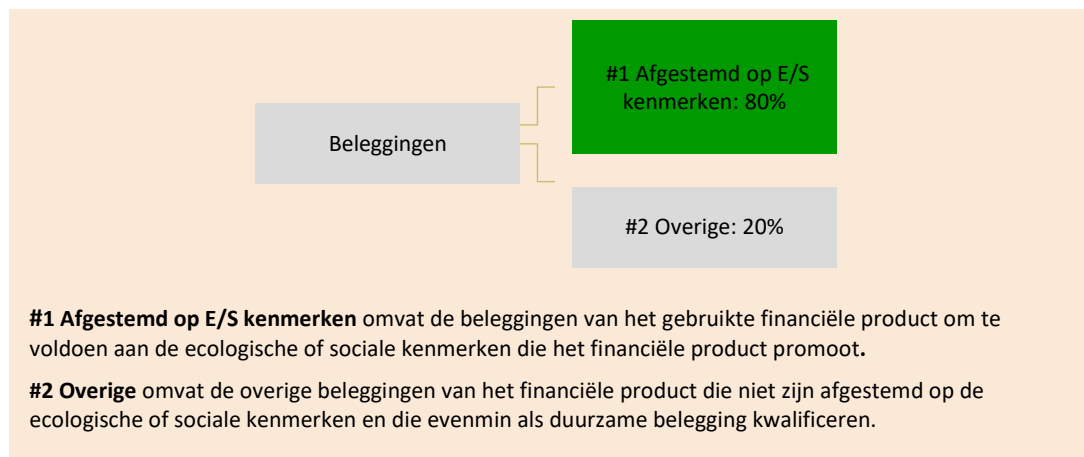 #1 Afgestemd op E/S
kenmerken: 80%
Beleggingen
#2 Overige: 20%
#1 Afgestemd op E/S kenmerken omvat de beleggingen van het gebruikte financiële product om te
voldoen aan de ecologische of sociale kenmerken die het financiële product promoot.
#2 Overige omvat de overige beleggingen van het financiële product die niet zijn afgestemd op de
ecologische of sociale kenmerken en die evenmin als duurzame belegging kwalificeren.